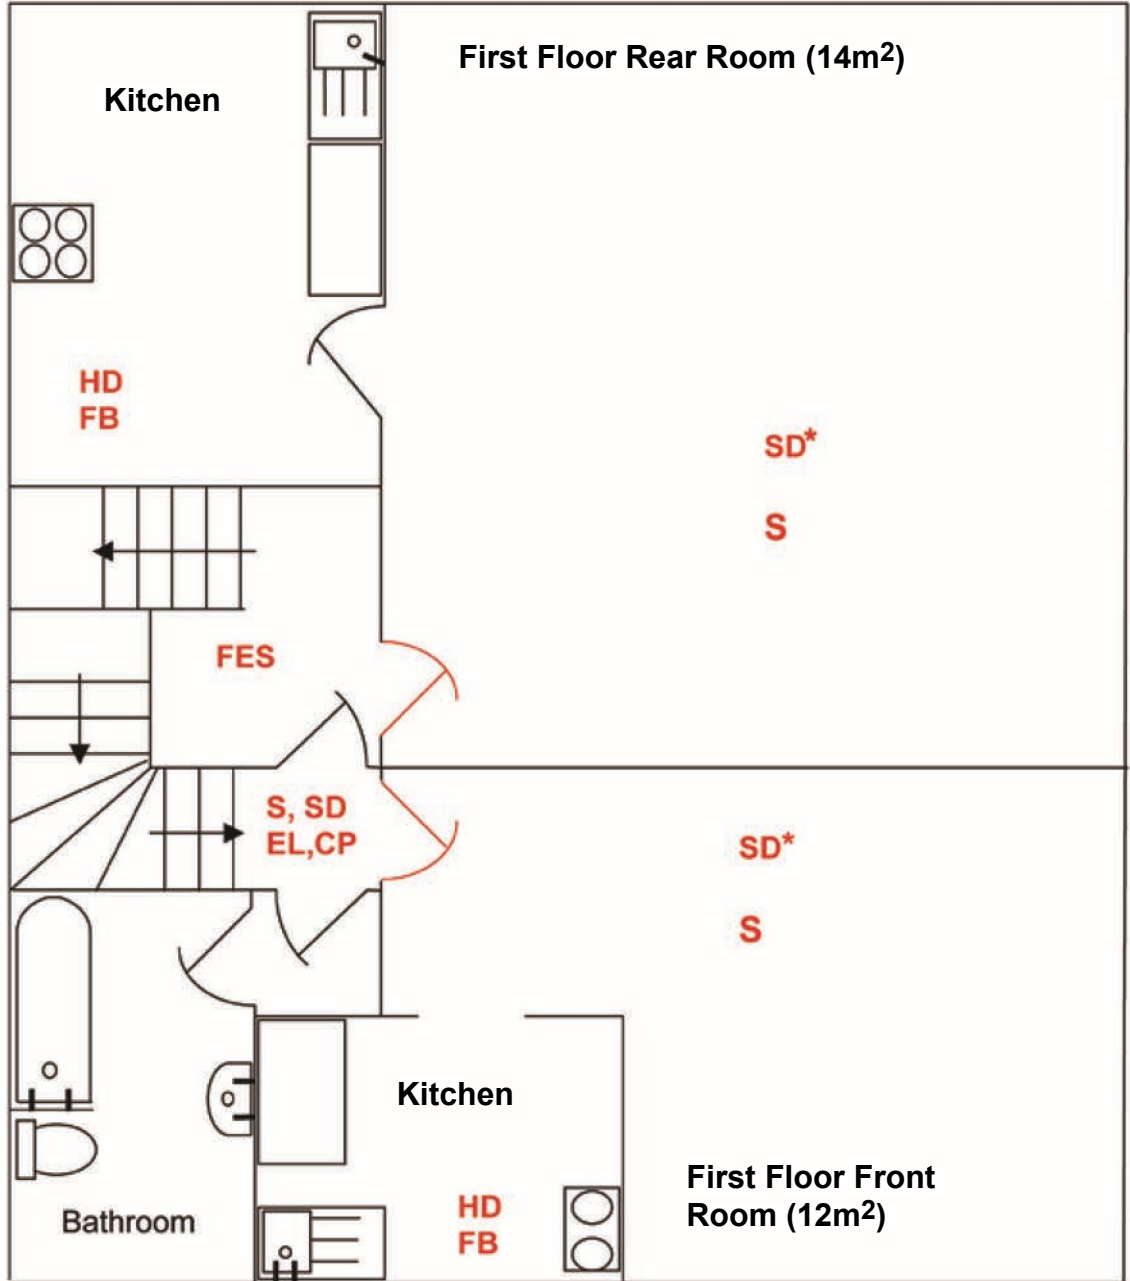 First Floor Rear Room (14m²)
Kitchen
HD
FB
SD*
S
FES
S, SD
EL,CP
SD*
S
Kitchen
First Floor Front
Room (12m²)
HD
FB
Bathroom